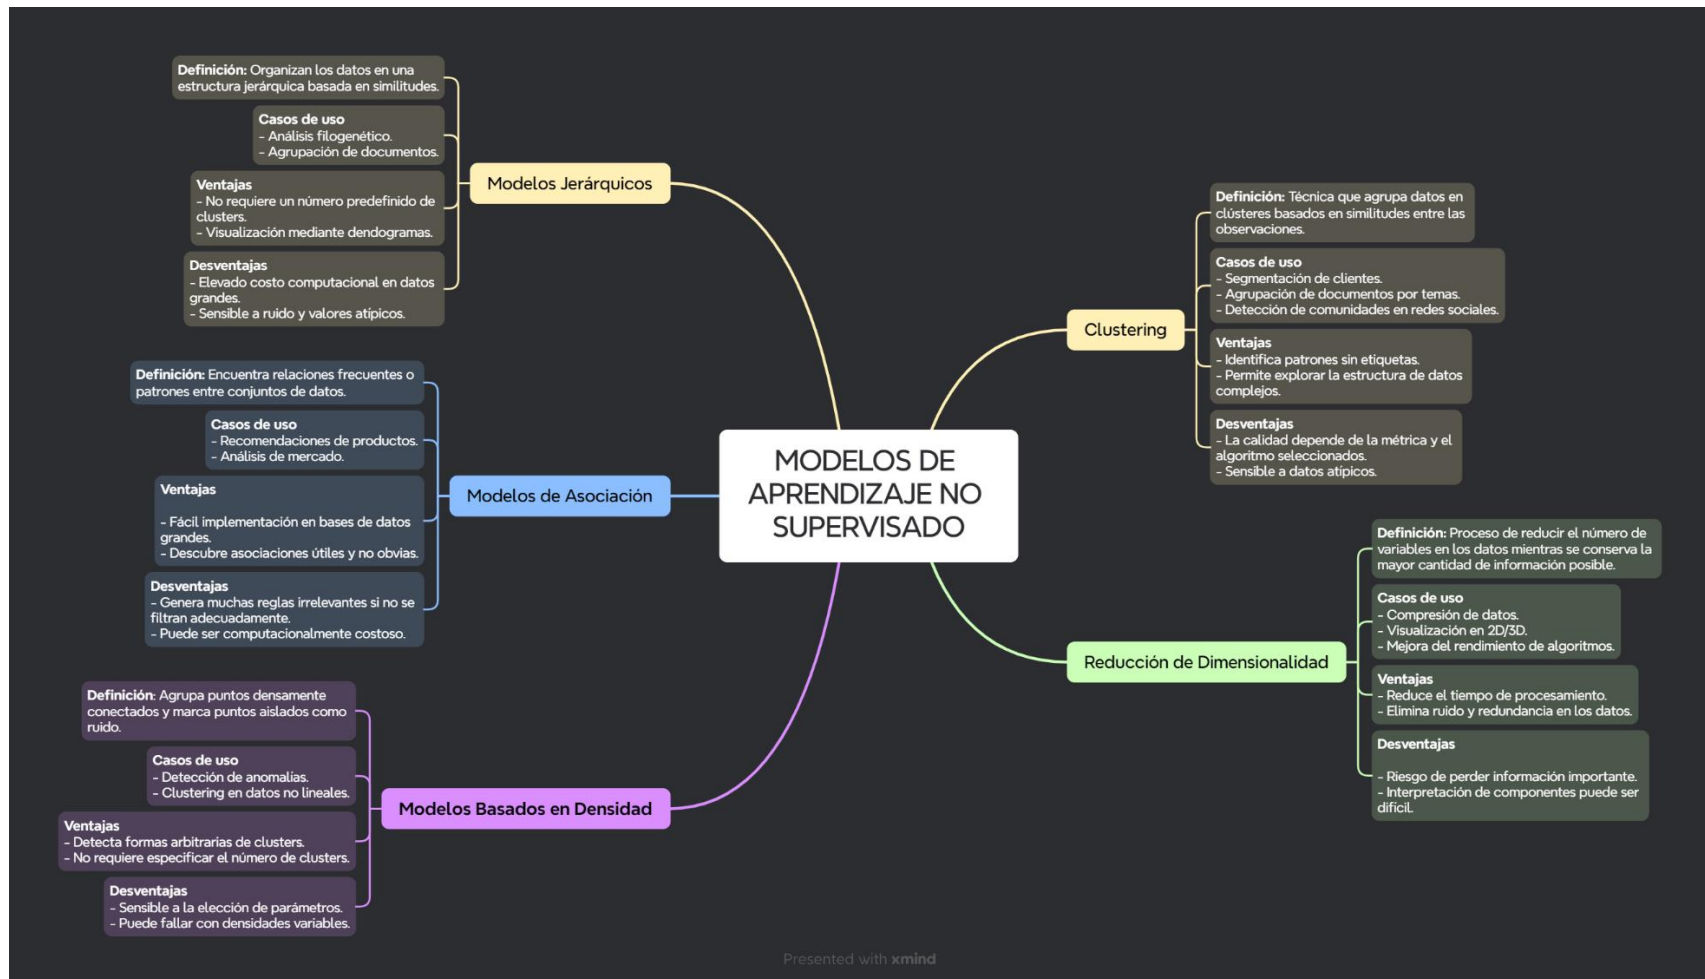 MODELOS DE
APRENDIZAJE NO
SUPERVISADO
Clustering
Definición: Técnica que agrupa datos en
clústeres basados en similitudes entre las
observaciones.
Casos de uso
- Segmentación de clientes.
- Agrupación de documentos por temas.
- Detección de comunidades en redes sociales.
Ventajas
- Identifica patrones sin etiquetas.
- Permite explorar la estructura de datos
complejos.
Desventajas
- La calidad depende de la métrica y el
algoritmo seleccionados.
- Sensible a datos atípicos.
Reducción de Dimensionalidad
Definición: Proceso de reducir el número de
variables en los datos mientras se conserva la
mayor cantidad de información posible.
Casos de uso
- Compresión de datos.
- Visualización en 2D/3D.
- Mejora del rendimiento de algoritmos.
Ventajas
- Reduce el tiempo de procesamiento.
- Elimina ruido y redundancia en los datos.
Desventajas
- Riesgo de perder información importante.
- Interpretación de componentes puede ser
difícil.
Modelos Jerárquicos
Definición: Organizan los datos en una
estructura jerárquica basada en similitudes.
Casos de uso
- Análisis filogenético.
- Agrupación de documentos.
Ventajas
- No requiere un número predefinido de
clusters.
- Visualización mediante dendogramas.
Desventajas
- Elevado costo computacional en datos
grandes.
- Sensible a ruido y valores atípicos.
Modelos de Asociación
Definición: Encuentra relaciones frecuentes o
patrones entre conjuntos de datos.
Casos de uso
- Recomendaciones de productos.
- Análisis de mercado.
Ventajas
- Fácil implementación en bases de datos
grandes.
- Descubre asociaciones útiles y no obvias.
Desventajas
- Genera muchas reglas irrelevantes si no se
filtran adecuadamente.
- Puede ser computacionalmente costoso.
Modelos Basados en Densidad
Definición: Agrupa puntos densamente
conectados y marca puntos aislados como
ruido.
Casos de uso
- Detección de anomalías.
- Clustering en datos no lineales.
Ventajas
- Detecta formas arbitrarias de clusters.
- No requiere especificar el número de clusters.
Desventajas
- Sensible a la elección de parámetros.
- Puede fallar con densidades variables.
Presented with xmind